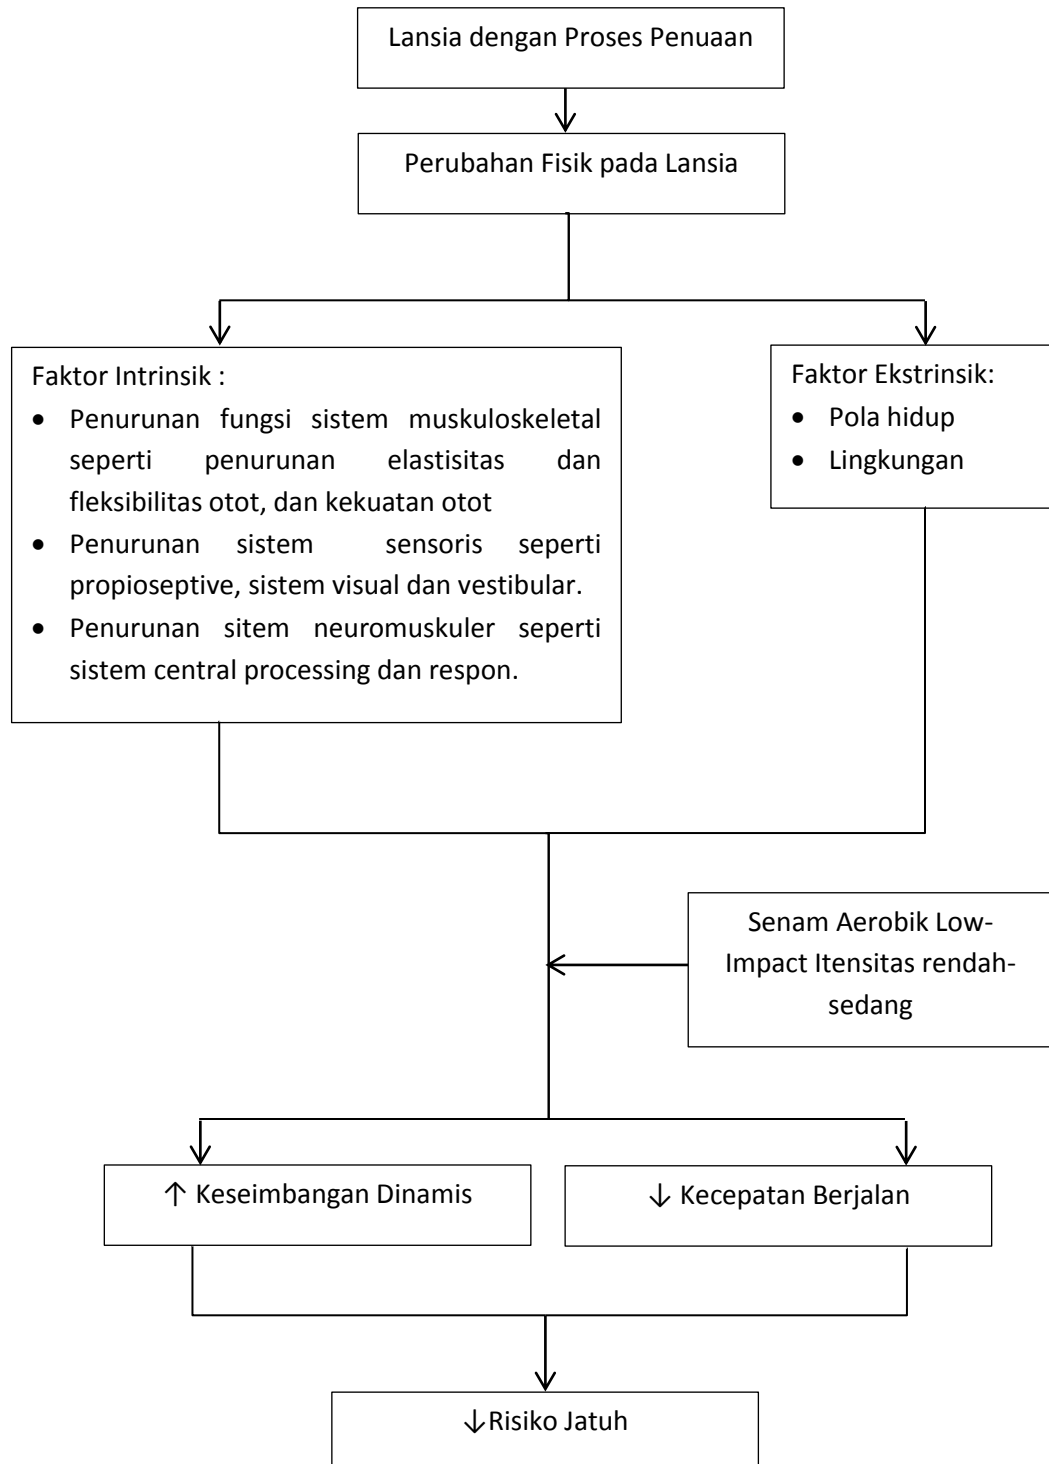 Lansia dengan Proses Penuaan
Perubahan Fisik pada Lansia
Faktor Intrinsik :
• Penurunan fungsi sistem muskuloskeletal
seperti penurunan elastisitas dan
fleksibilitas otot, dan kekuatan otot
• Penurunan sistem sensoris seperti
propioseptive, sistem visual dan vestibular.
• Penurunan sitem neuromuskuler seperti
sistem central processing dan respon.
Faktor Ekstrinsik:
• Pola hidup
• Lingkungan
Senam Aerobik Low-
Impact Itensitas rendah-
sedang
↑ Keseimbangan Dinamis
↓ Kecepatan Berjalan
↓Risiko Jatuh